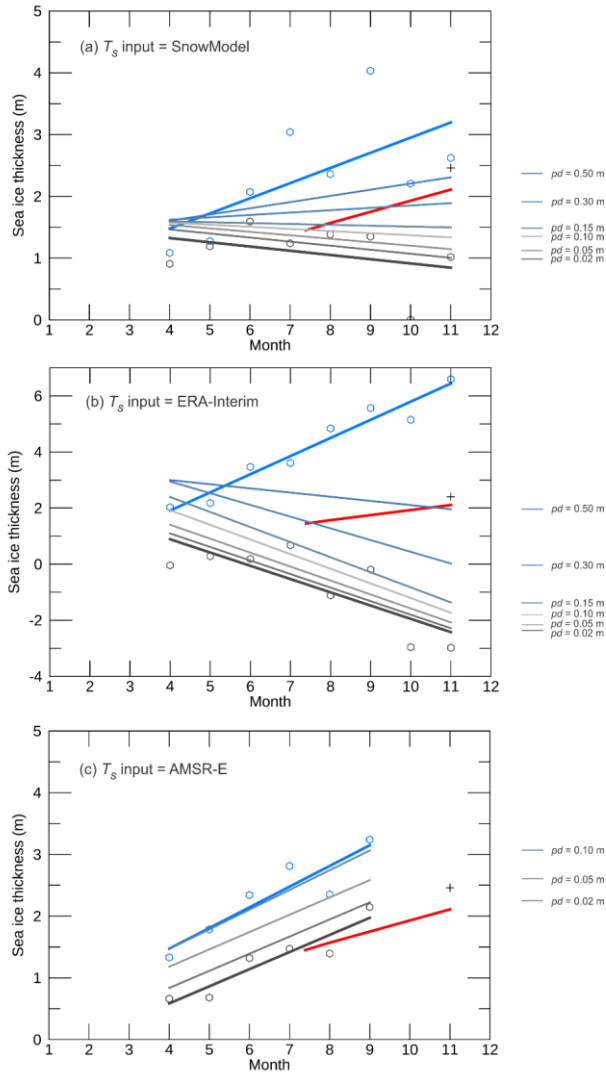 (a) Ts input = SnowModel
Sea ice thickness (m)
5
4
3
2
1
0
1 2 3 4 5 6 7 8 9 10 11 12
Month
pd = 0.50 m
pd = 0.30 m
pd = 0.15 m
pd = 0.10 m
pd = 0.05 m
pd = 0.02 m
(b) Ts input = ERA-Interim
Sea ice thickness (m)
6
4
2
0
-2
-4
1 2 3 4 5 6 7 8 9 10 11 12
Month
pd = 0.50 m
pd = 0.30 m
pd = 0.15 m
pd = 0.10 m
pd = 0.05 m
pd = 0.02 m
(c) Ts input = AMSR-E
Sea ice thickness (m)
5
4
3
2
1
0
1 2 3 4 5 6 7 8 9 10 11 12
Month
pd = 0.10 m
pd = 0.05 m
pd = 0.02 m